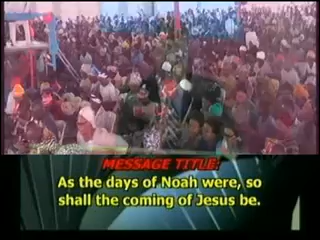 MESSAGE TITLE:
As the days of Noah were, so
shall the coming of Jesus be.